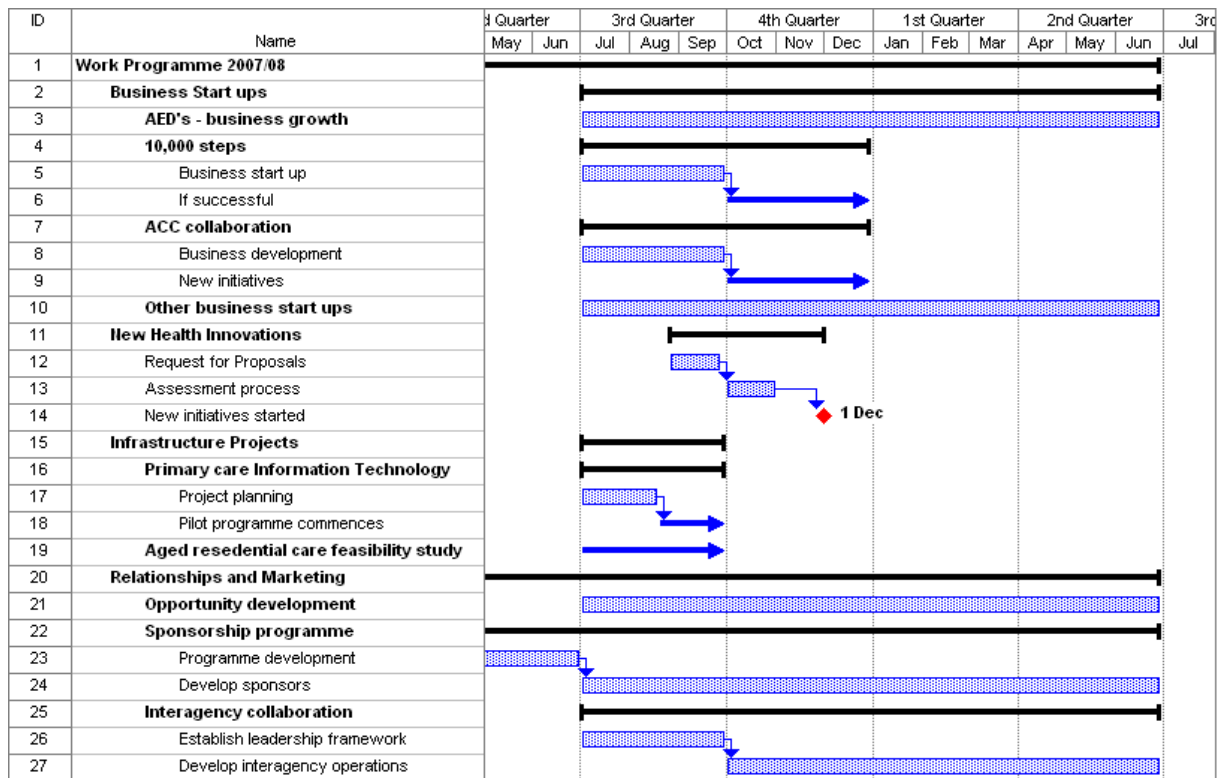 ID d Quarter 3rd Quarter 4th Quarter 1st Quarter 2nd Quarter 3rd
Name May Jun Jul Aug Sep Oct Nov Dec Jan Feb Mar Apr May Jun Jul
1 Work Programme 2007/08
2 Business Start ups
3 AED's - business growth
4 10,000 steps
5 Business start up
6 If successful
7 ACC collaboration
8 Business development
9 New initiatives
10 Other business start ups
11 New Health Innovations
12 Request for Proposals
13 Assessment process
14 New initiatives started 1 Dec
15 Infrastructure Projects
16 Primary care Information Technology
17 Project planning
18 Pilot programme commences
19 Aged resedential care feasibility study
20 Relationships and Marketing
21 Opportunity development
22 Sponsorship programme
23 Programme development
24 Develop sponsors
25 Interagency collaboration
26 Establish leadership framework
27 Develop interagency operations